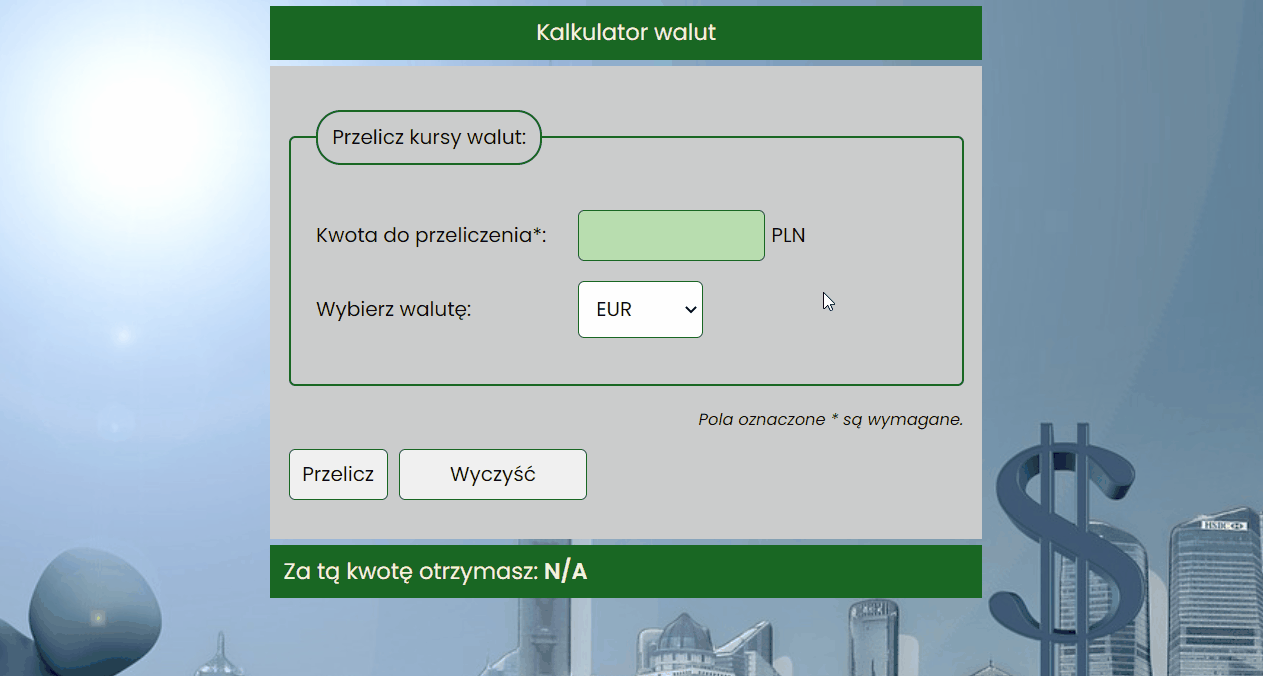 Kalkulator walut
Przelicz kursy walut:
Kwota do przeliczenia*: PLN
Wybierz walutę: EUR
Pola oznaczone * są wymagane.
Przelicz Wyczyść
Za tą kwotę otrzymasz: N/A
HSBC